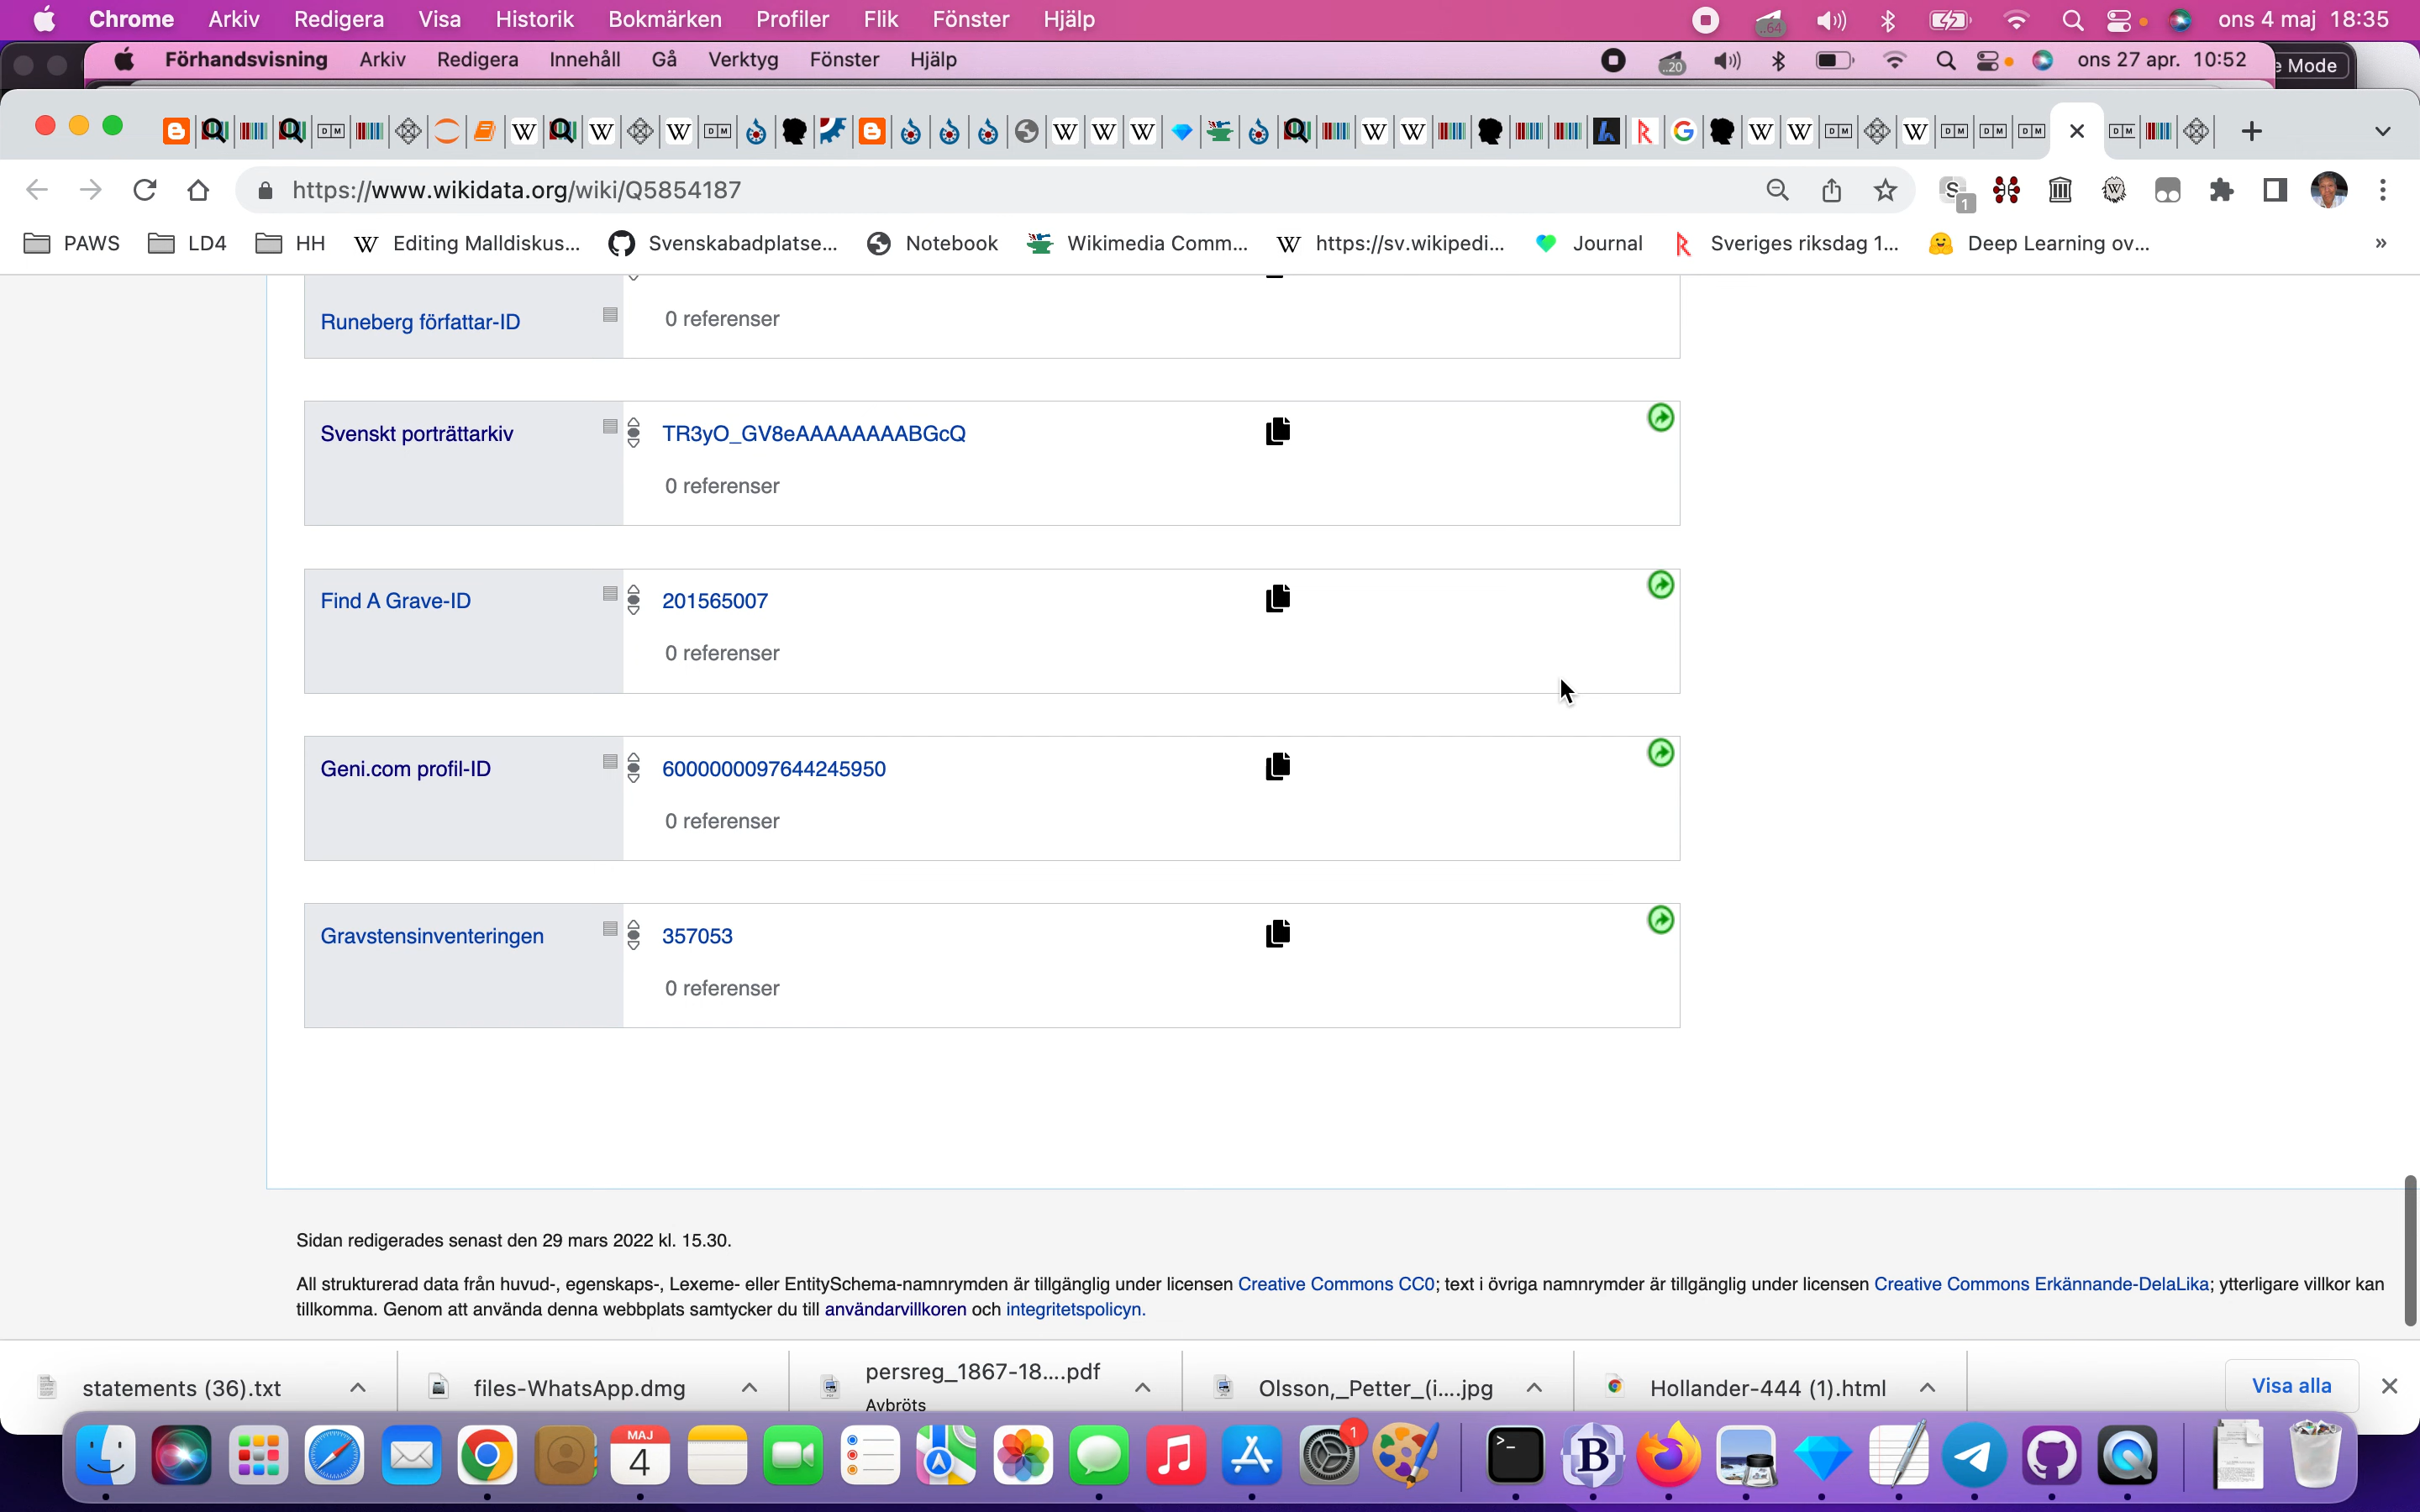 Chrome Arkiv Redigera Visa Historik Bokmärken Profiler Flik Fönster Hjälp ons 4 maj 18:35
Förhandsvisning Arkiv Redigera Innehåll Gå Verktyg Fönster Hjälp ..20 ons 27 apr. 10:52 e Mode
https://www.wikidata.org/wiki/Q5854187
PAWS LD4 HH Editing Malldiskus... Svenskabadplatse... Notebook Wikimedia Comm... https://sv.wikipedi... Journal Sveriges riksdag 1... Deep Learning ov... »
Runeberg författar-ID
0 referenser
Svenskt porträttarkiv
TR3yO_GV8eAAAAAAAABGcQ
0 referenser
Find A Grave-ID
201565007
0 referenser
Geni.com profil-ID
6000000097644245950
0 referenser
Gravstensinventeringen
357053
0 referenser
Sidan redigerades senast den 29 mars 2022 kl. 15.30.
All strukturerad data från huvud-, egenskaps-, Lexeme- eller EntitySchema-namnrymden är tillgänglig under licensen Creative Commons CC0; text i övriga namnrymder är tillgänglig under licensen Creative Commons Erkännande-DelaLika; ytterligare villkor kan
tillkomma. Genom att använda denna webbplats samtycker du till användarvillkoren och integritetspolicyn.
statements (36).txt
files-WhatsApp.dmg
persreg_1867-18....pdf
Avbröts
Olsson,_Petter_(i....jpg
Hollander-444 (1).html
Visa alla
MAJ
4
1